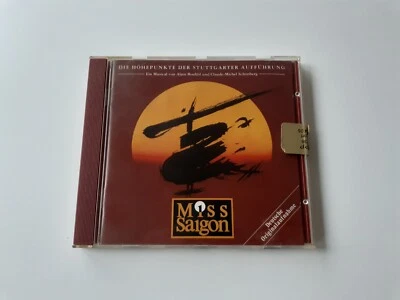 DIE HÖHEPUNKTE DER STUTTGARTER AUFFÜHRUNG
Ein Musical von Alain Boublil und Claude-Michel Schönberg
Miss
Saigon
Deutsche
Originalaufnahme